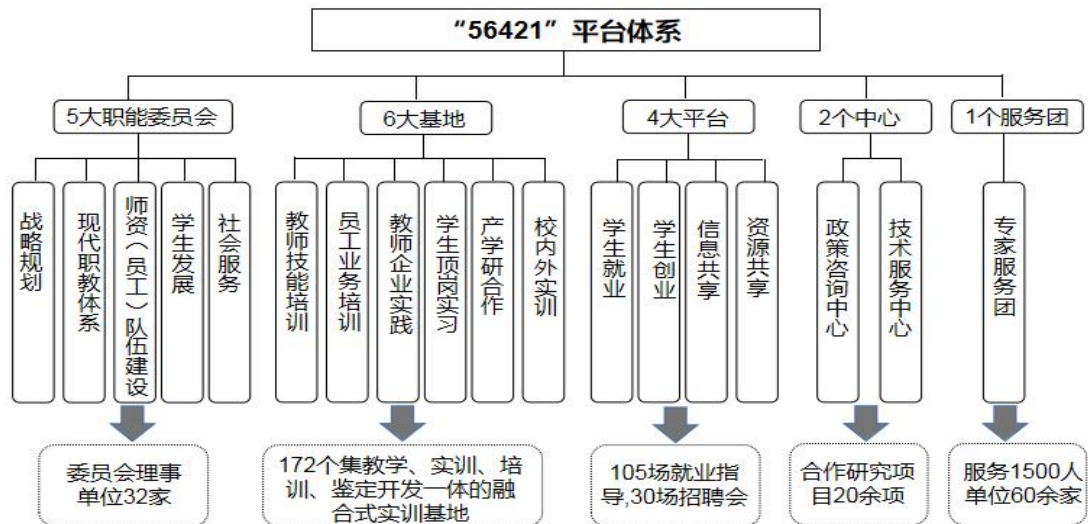 “56421”平台体系
5大职能委员会
6大基地
4大平台
2个中心
1个服务团
战略规划
现代职教体系
师资（员工）队伍建设
学生发展
社会服务
教师技能培训
员工业务培训
教师企业实践
学生顶岗实习
产学研合作
校内外实训
学生就业
学生创业
信息共享
资源共享
政策咨询中心
技术服务中心
专家服务团
委员会理事
单位32家
172个集教学、实训、培
训、鉴定开发一体的融
合式实训基地
105场就业指
导,30场招聘会
合作研究项
目20余项
服务1500人
单位60余家